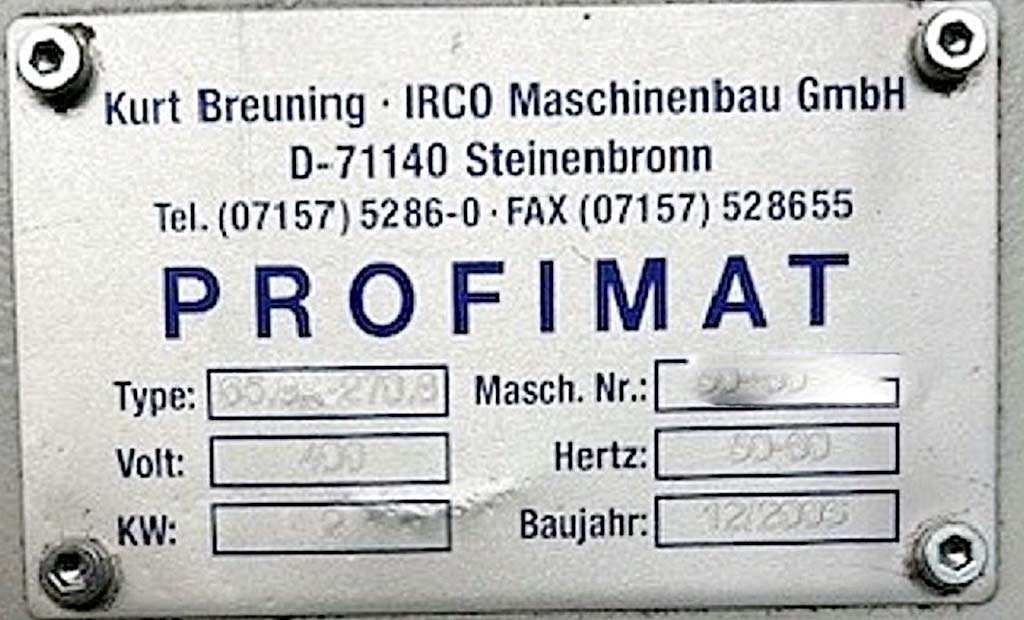 Kurt Breuning · IRCO Maschinenbau GmbH
D-71140 Steinenbronn
Tel. (07157) 5286-0 · FAX (07157) 528655
PROFIMAT
Type: Masch. Nr.:
Volt: 400 Hertz: 50-60
KW: 2 Baujahr: